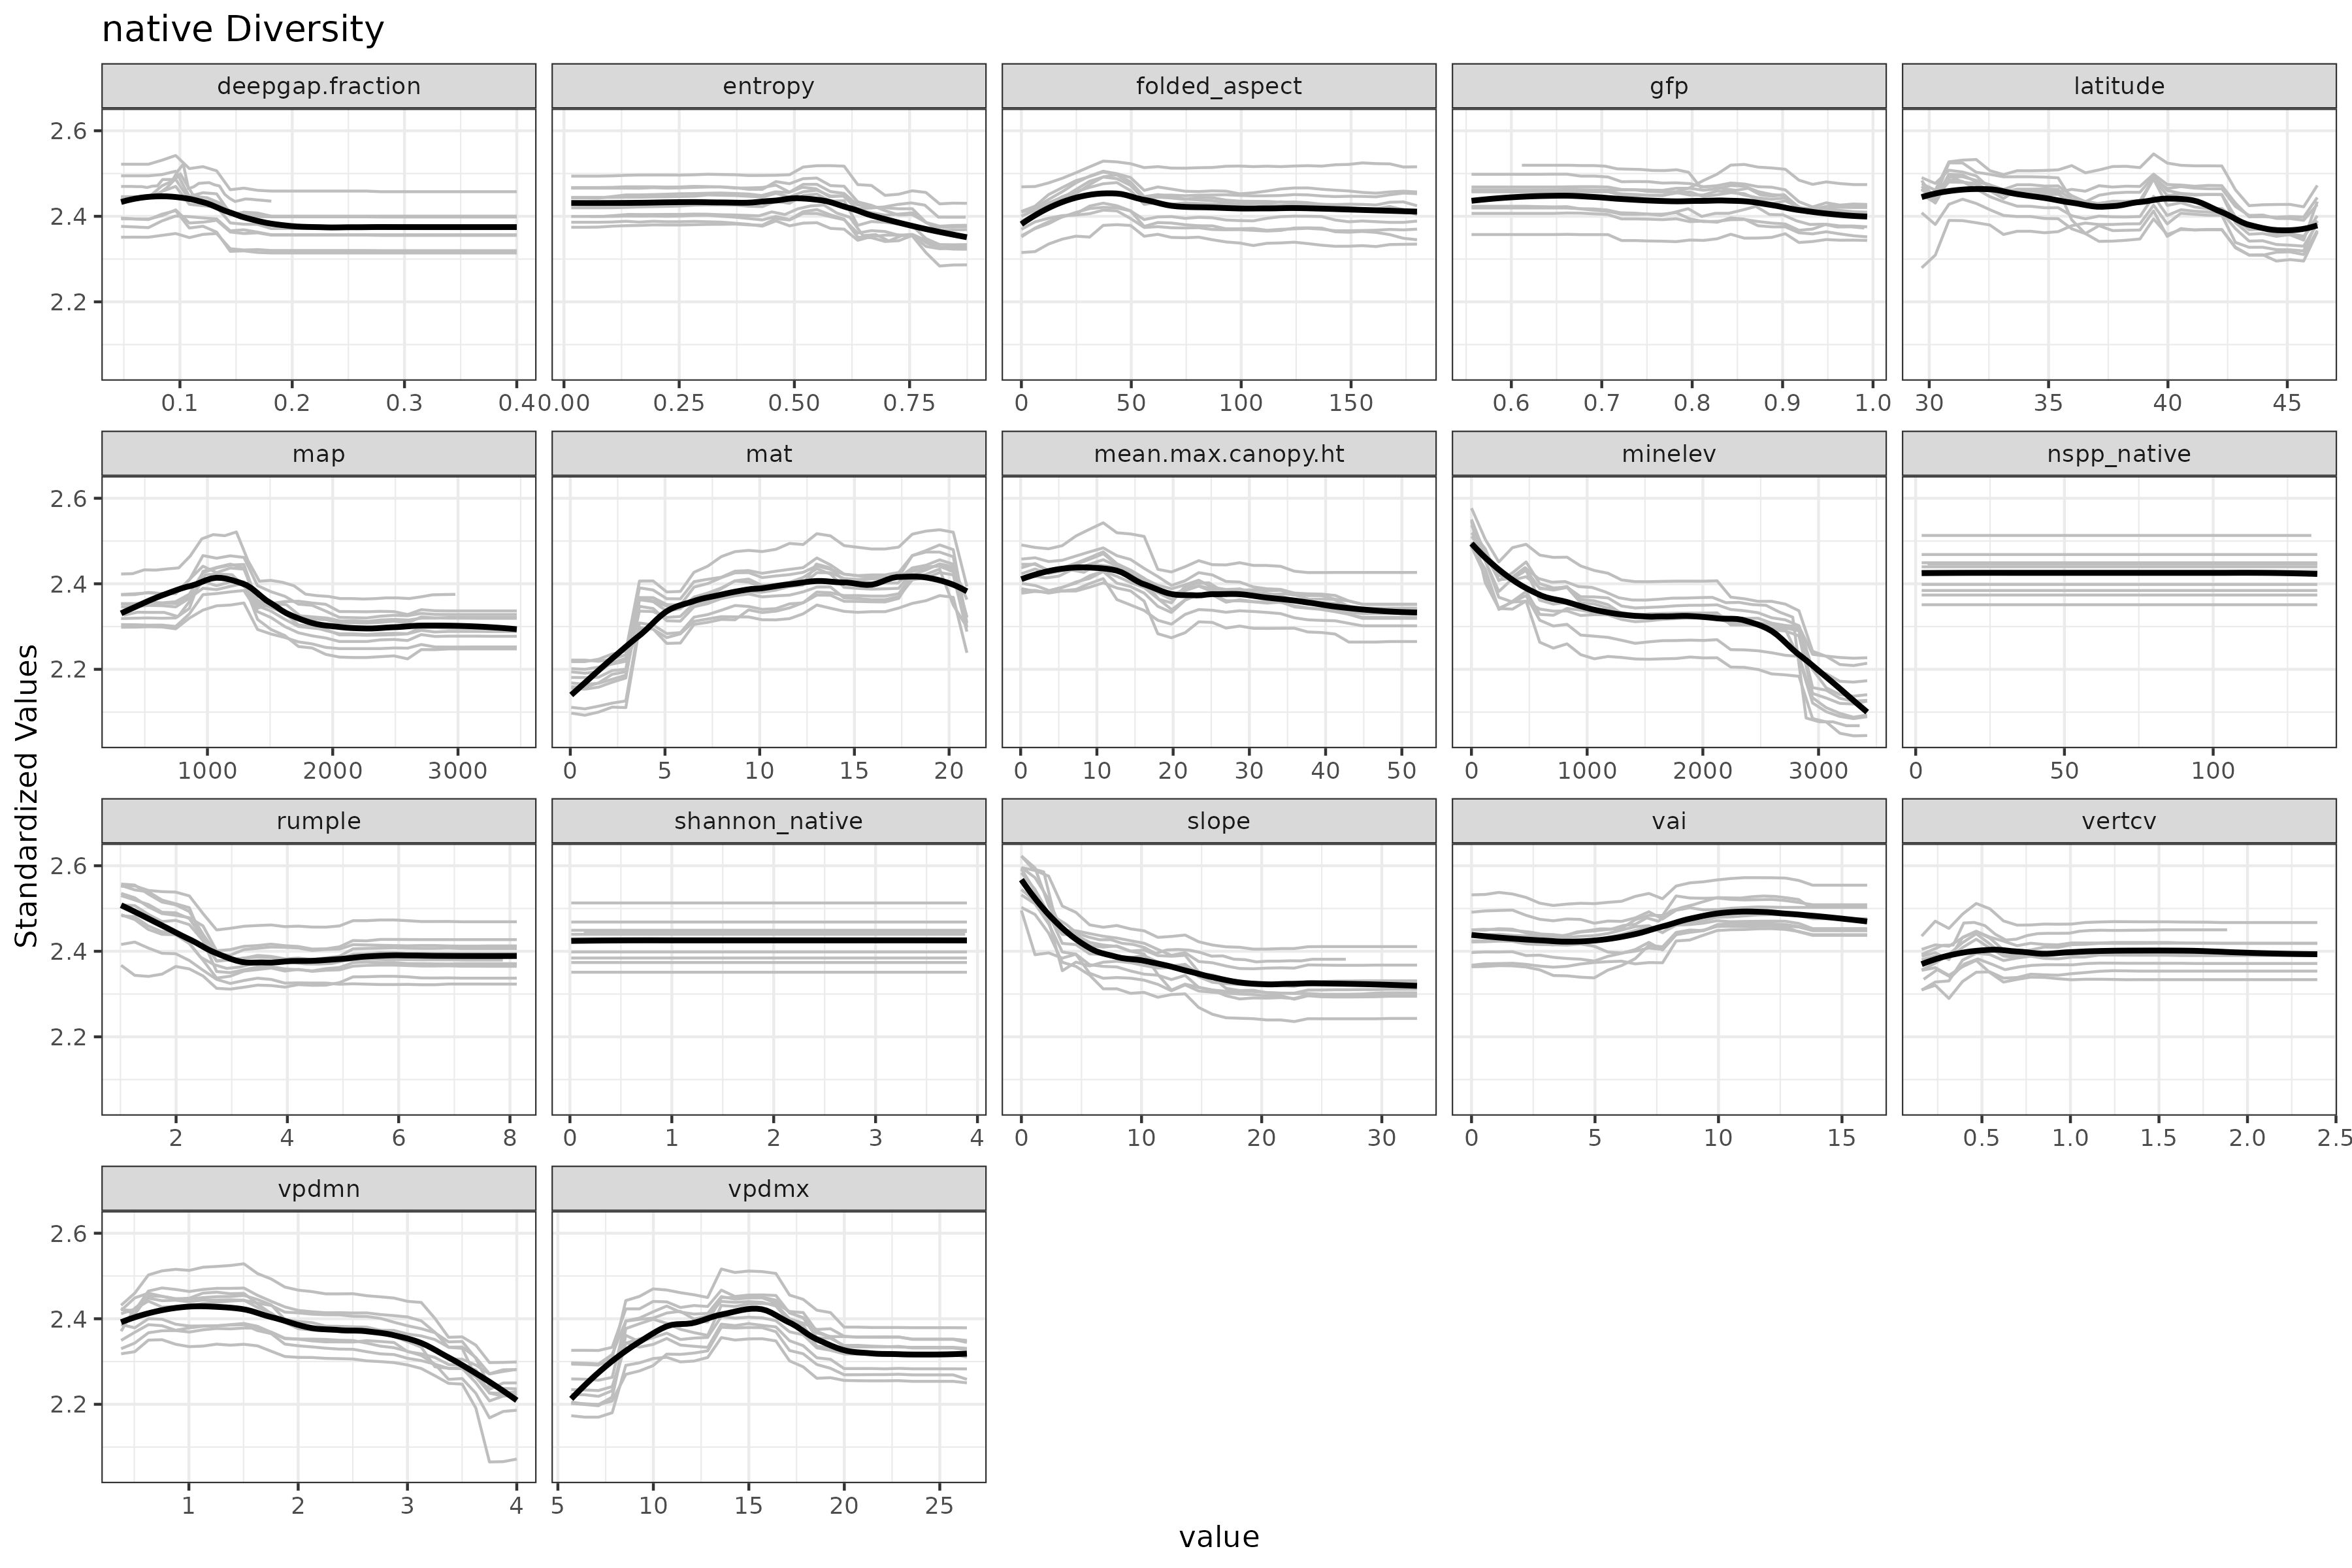 native Diversity
deepgap.fraction entropy folded_aspect gfp latitude
2.6
2.4
2.2
0.1 0.2 0.3 0.4 0.00 0.25 0.50 0.75 0 50 100 150 0.6 0.7 0.8 0.9 1.0 30 35 40 45
map mat mean.max.canopy.ht minelev nspp_native
2.6
2.4
2.2
1000 2000 3000 0 5 10 15 20 0 10 20 30 40 50 0 1000 2000 3000 0 50 100
Standardized Values
rumple shannon_native slope vai vertcv
2.6
2.4
2.2
2 4 6 8 0 1 2 3 4 0 10 20 30 0 5 10 15 0.5 1.0 1.5 2.0 2.5
vpdmn vpdmx
2.6
2.4
2.2
1 2 3 4 5 10 15 20 25
value